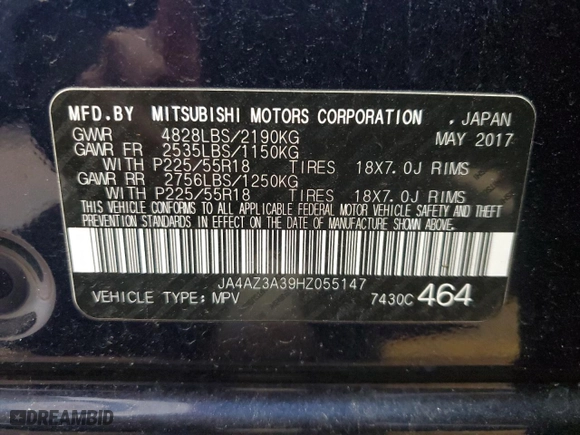 MFD.BY MITSUBISHI MOTORS CORPORATION , JAPAN
GVWR 4828LBS/2190KG MAY 2017
GAWR FR 2535LBS/1150KG
WITH P225/55R18 TIRES 18X7.0J RIMS
GAWR RR 2756LBS/1250KG
WITH P225/55R18 TIRES 18X7.0J RIMS
THIS VEHICLE CONFORMS TO ALL APPLICABLE FEDERAL MOTOR VEHICLE SAFETY AND THEFT
PREVENTION STANDARDS IN EFFECT ON THE DATE OF MANUFACTURE SHOWN ABOVE.
JA4AZ3A39HZ055147
VEHICLE TYPE: MPV 7430C 464
DREAMBID